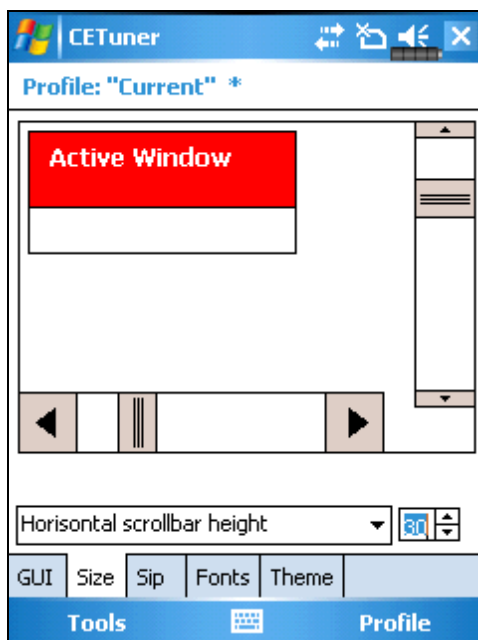 CETuner
Profile: "Current" *
Active Window
Horisontal scrollbar height 30
GUI Size Sip Fonts Theme
Tools Profile